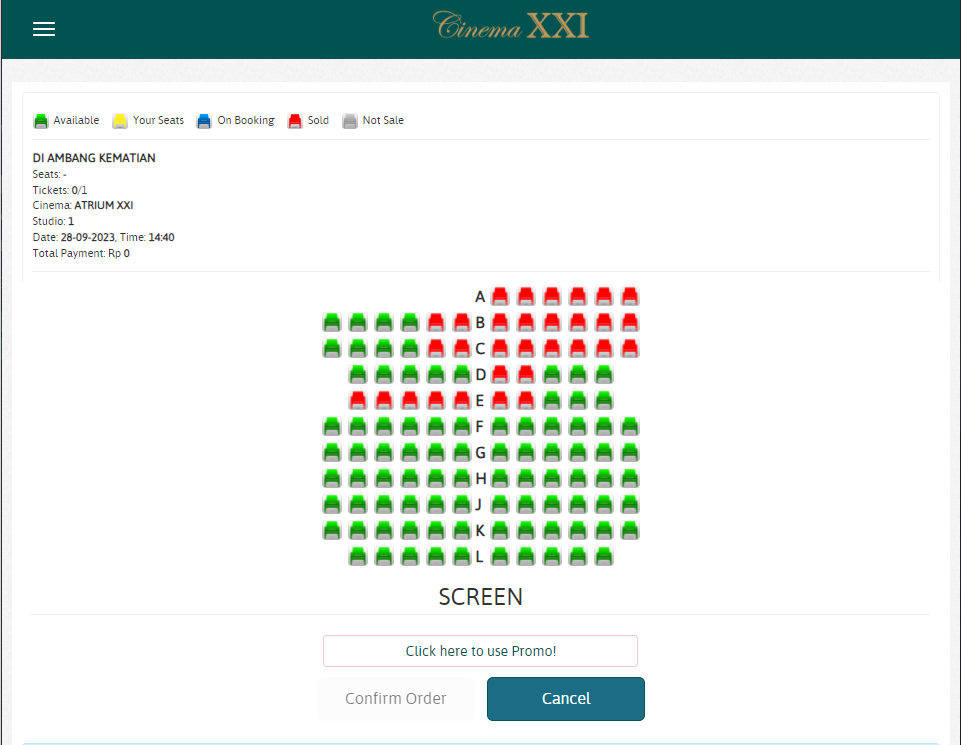 Cinema XXI
Available Your Seats On Booking Sold Not Sale
DI AMBANG KEMATIAN
Seats: -
Tickets: 0/1
Cinema: ATRIUM XXI
Studio: 1
Date: 28-09-2023, Time: 14:40
Total Payment: Rp 0
A
B
C
D
E
F
G
H
J
K
L
SCREEN
Click here to use Promo!
Confirm Order Cancel